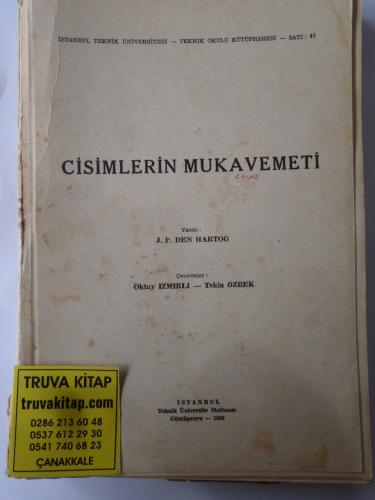 İSTANBUL TEKNİK ÜNİVERSİTESİ — TEKNİK OKULU KÜTÜPHANESİ — SAYI: 49
CİSİMLERİN MUKAVEMETİ
Yazan :
J. P. DEN HARTOG
Çevirenler :
Oktay IZMIRLI — Tekin ÖZBEK
İSTANBUL
Teknik Üniversite Matbaası
Gümüşsuyu —
TRUVA KİTAP
truvakitap.com
0286 213 60 48
0537 612 29 30
0541 740 68 23
ÇANAKKALE